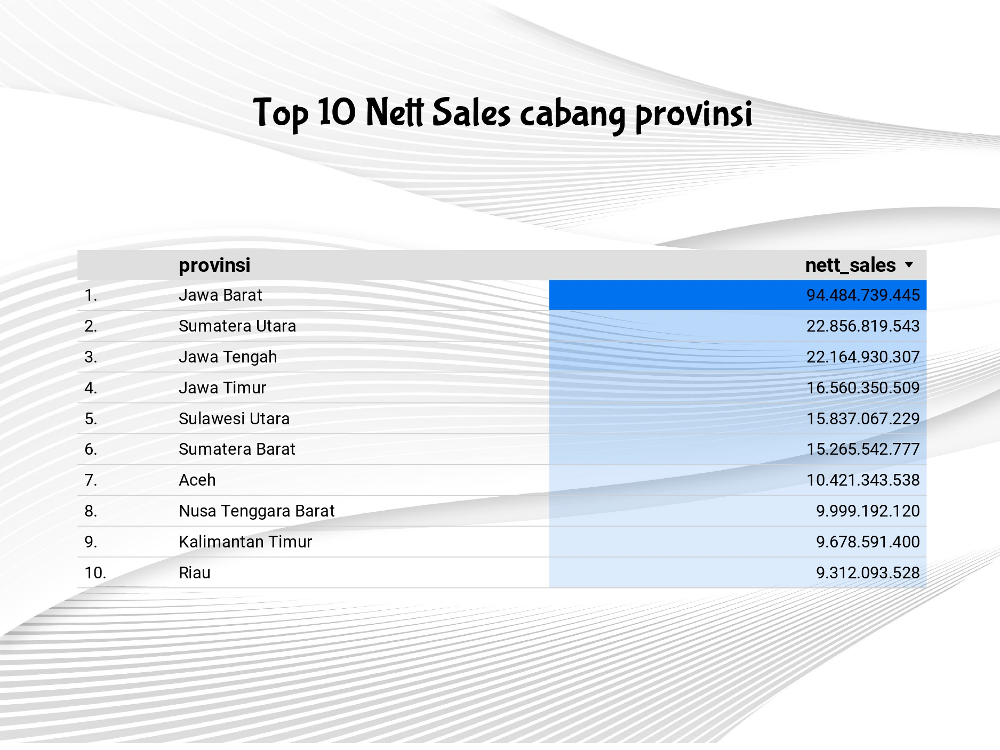 Top 10 Nett Sales cabang provinsi
provinsi nett_sales
1. Jawa Barat 94.484.739.445
2. Sumatera Utara 22.856.819.543
3. Jawa Tengah 22.164.930.307
4. Jawa Timur 16.560.350.509
5. Sulawesi Utara 15.837.067.229
6. Sumatera Barat 15.265.542.777
7. Aceh 10.421.343.538
8. Nusa Tenggara Barat 9.999.192.120
9. Kalimantan Timur 9.678.591.400
10. Riau 9.312.093.528